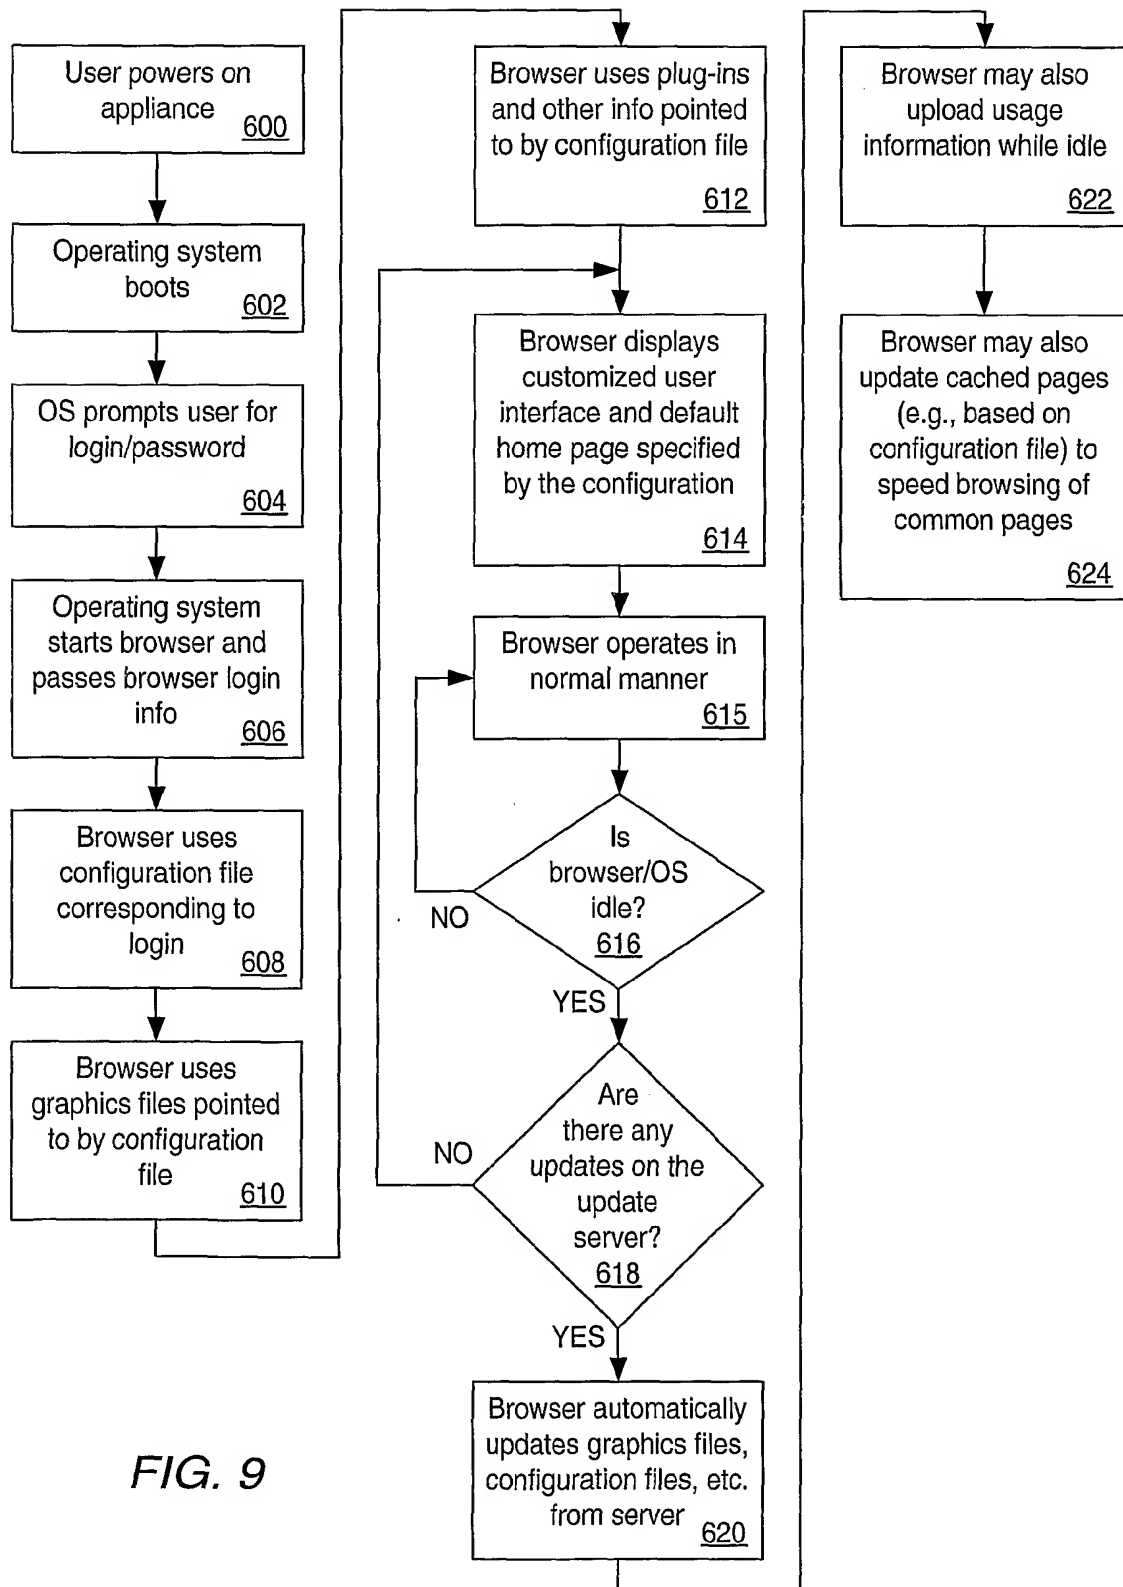 User powers on
appliance
600
Operating system
boots
602
OS prompts user for
login/password
604
Operating system
starts browser and
passes browser login
info
606
Browser uses
configuration file
corresponding to
login
608
Browser uses
graphics files pointed
to by configuration
file
610
Browser uses plug-ins
and other info pointed
to by configuration file
612
Browser displays
customized user
interface and default
home page specified
by the configuration
614
Browser operates in
normal manner
615
Is
browser/OS
idle?
616
NO
YES
Are
there any
updates on the
update
server?
618
NO
YES
Browser automatically
updates graphics files,
configuration files, etc.
from server
620
Browser may also
upload usage
information while idle
622
Browser may also
update cached pages
(e.g., based on
configuration file) to
speed browsing of
common pages
624
FIG. 9